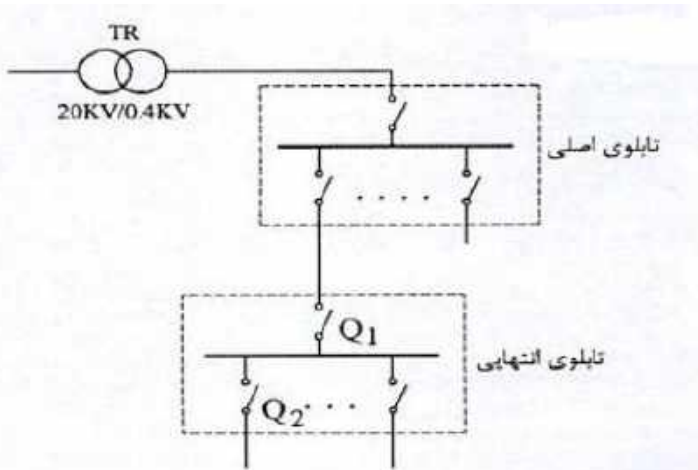 TR
20KV/0.4KV
تابلوی اصلی
Q1
تابلوی انتهایی
Q2